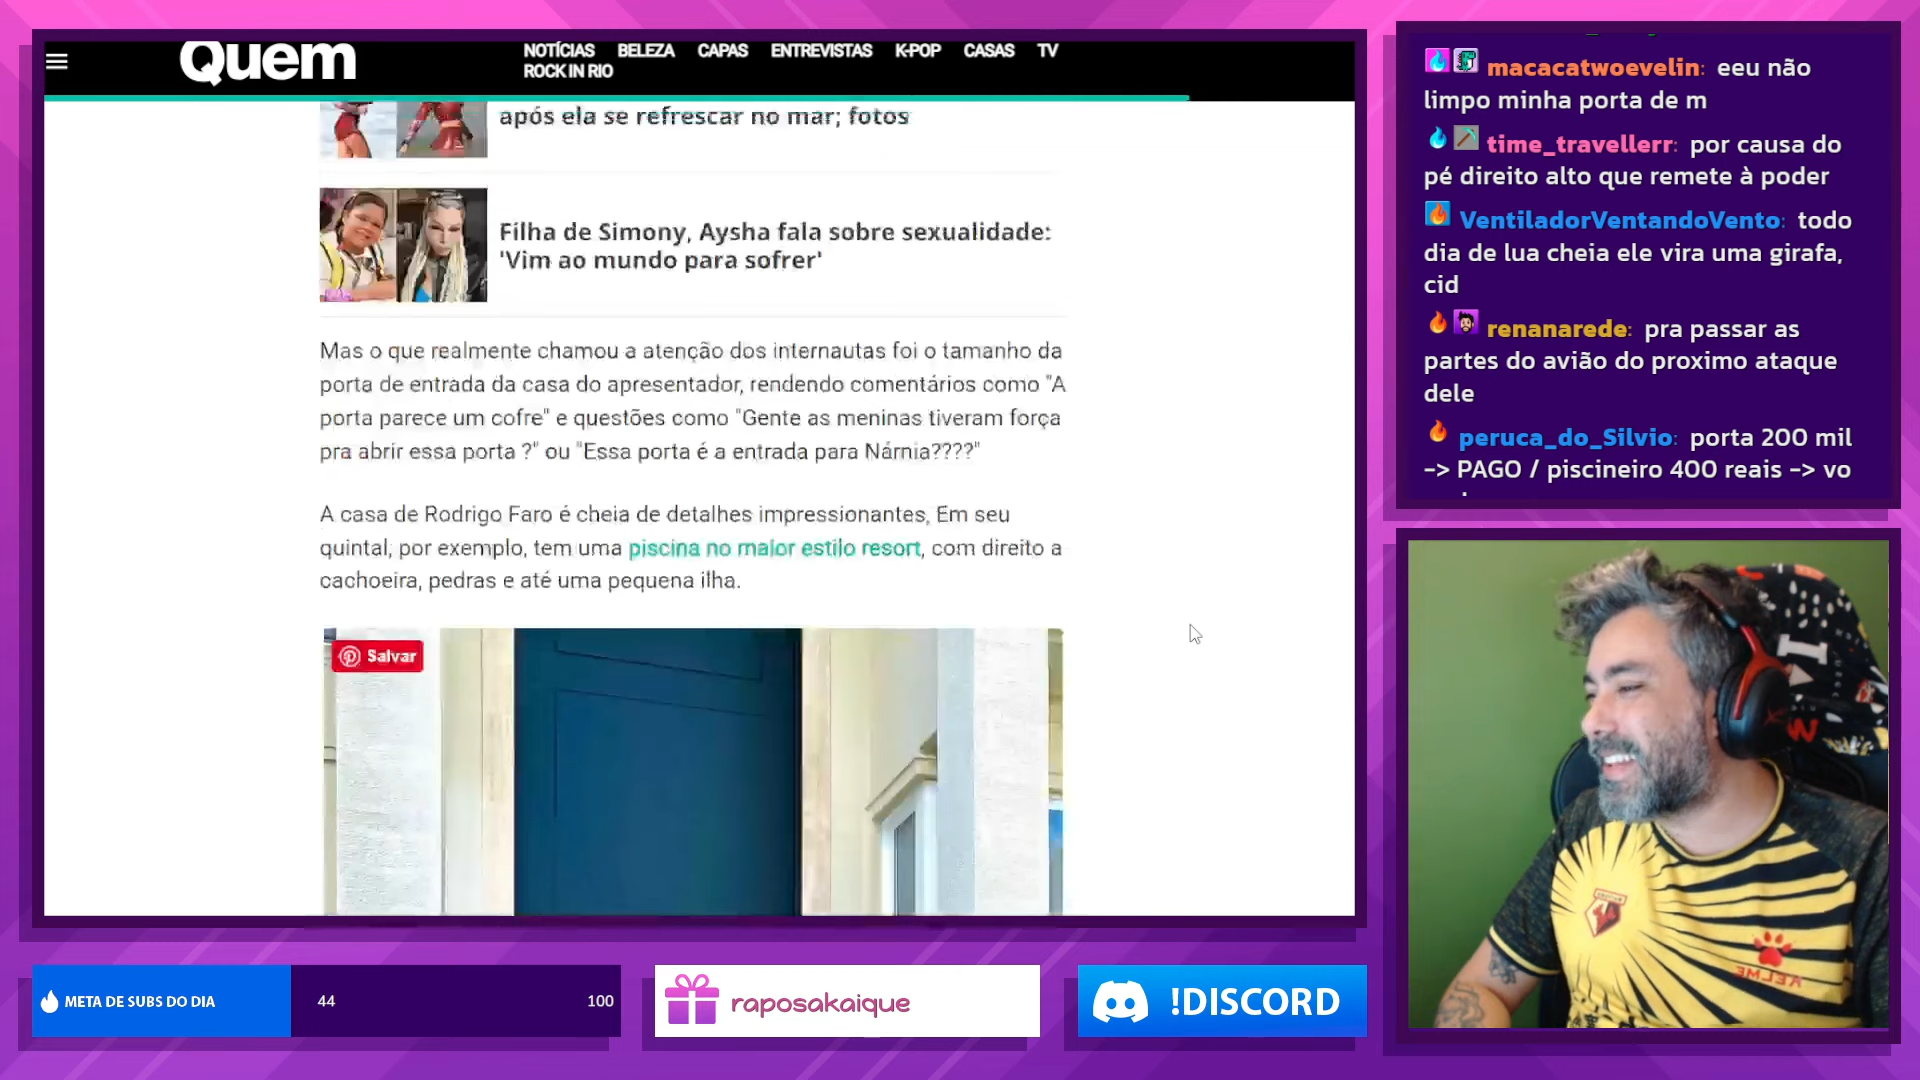 Quem
NOTÍCIAS BELEZA CAPAS ENTREVISTAS K-POP CASAS TV
ROCK IN RIO
após ela se refrescar no mar; fotos
Filha de Simony, Aysha fala sobre sexualidade:
'Vim ao mundo para sofrer'
Mas o que realmente chamou a atenção dos internautas foi o tamanho da
porta de entrada da casa do apresentador, rendendo comentários como "A
porta parece um cofre" e questões como "Gente as meninas tiveram força
pra abrir essa porta ?" ou "Essa porta é a entrada para Nárnia????"
A casa de Rodrigo Faro é cheia de detalhes impressionantes, Em seu
quintal, por exemplo, tem uma piscina no maior estilo resort, com direito a
cachoeira, pedras e até uma pequena ilha.
Salvar
macacatwoevelin: eeu não
limpo minha porta de m
time_travellerr: por causa do
pé direito alto que remete à poder
VentiladorVentandoVento: todo
dia de lua cheia ele vira uma girafa,
cid
renanarede: pra passar as
partes do avião do proximo ataque
dele
peruca_do_Silvio: porta 200 mil
-> PAGO / piscineiro 400 reais -> vo
META DE SUBS DO DIA
44
100
raposakaique
!DISCORD